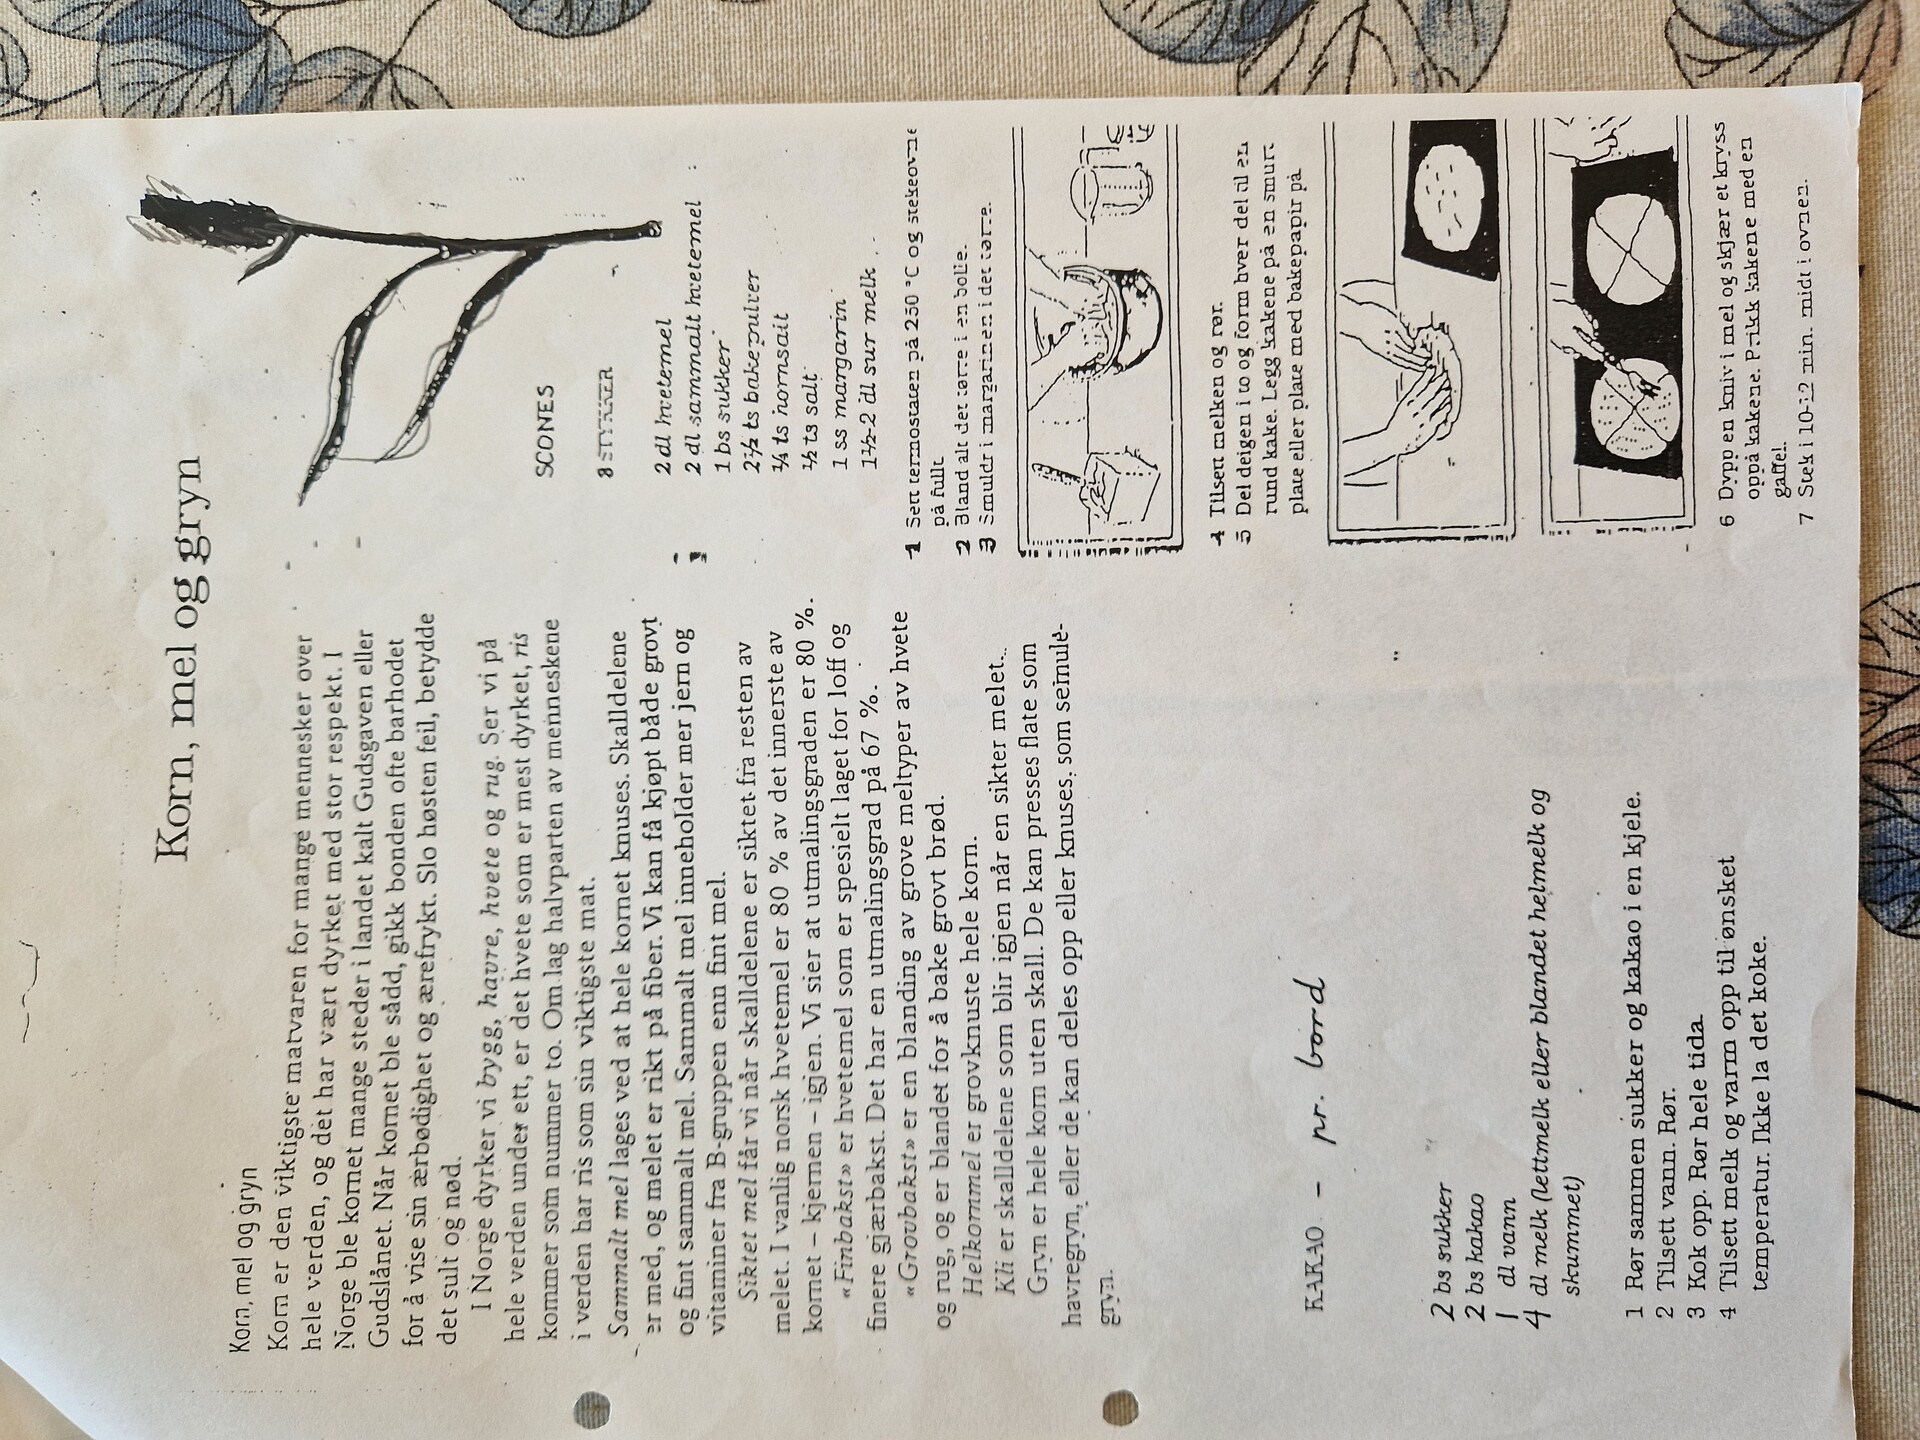 Korn, mel og gryn
Korn, mel og gryn
Korn er den viktigste matvaren for mange mennesker over
hele verden, og det har vært dyrket med stor respekt. I
Norge ble kornet mange steder i landet kalt Gudsgaven eller
Gudslånet. Når kornet ble sådd, gikk bonden ofte barhodet
for å vise sin ærbødighet og ærefrykt. Slo høsten feil, betydde
det sult og nød.
I Norge dyrker vi bygg, havre, hvete og rug. Ser vi på
hele verden under ett, er det hvete som er mest dyrket, ris
kommer som nummer to. Om lag halvparten av menneskene
i verden har ris som sin viktigste mat.
Sammalt mel lages ved at hele kornet knuses. Skalldelene
er med, og melet er rikt på fiber. Vi kan få kjøpt både grovt
og fint sammalt mel. Sammalt mel inneholder mer jern og
vitaminer fra B-gruppen enn fint mel.
Siktet mel får vi når skalldelene er siktet fra resten av
melet. I vanlig norsk hvetemel er 80 % av det innerste av
kornet – kjernen – igjen. Vi sier at utmalingsgraden er 80 %.
«Finbakst» er hvetemel som er spesielt laget for loff og
finere gjærbakst. Det har en utmalingsgrad på 67 %.
«Grovbakst» er en blanding av grove meltyper av hvete
og rug, og er blandet for å bake grovt brød.
Helkornmel er grovknuste hele korn.
Kli er skalldelene som blir igjen når en sikter melet.
Gryn er hele korn uten skall. De kan presses flate som
havregryn, eller de kan deles opp eller knuses, som semule-
gryn.
KAKAO – pr. bord
2 bs sukker
2 bs kakao
1 dl vann
4 dl melk (lettmelk eller blandet helmelk og
skummet)
1 Rør sammen sukker og kakao i en kjele.
2 Tilsett vann. Rør.
3 Kok opp. Rør hele tida.
4 Tilsett melk og varm opp til ønsket
temperatur. Ikke la det koke.
SCONES
8 STYKKER
2 dl hvetemel
2 dl sammalt hvetemel
1 bs sukker
2½ ts bakepulver
¼ ts hornsalt
½ ts salt
1 ss margarin
1½-2 dl sur melk
1 Sett termostaten på 250 °C og stekeovne
på fullt.
2 Bland alt det tørre i en bolle.
3 Smuldr i margarinen i det tørre.
4 Tilsett melken og rør.
5 Del deigen i to og form hver del til en
rund kake. Legg kakene på en smurt
plate eller plate med bakepapir på
6 Dypp en kniv i mel og skjær et kryss
oppå kakene. Prikk kakene med en
gaffel.
7 Stek i 10-12 min. midt i ovnen.